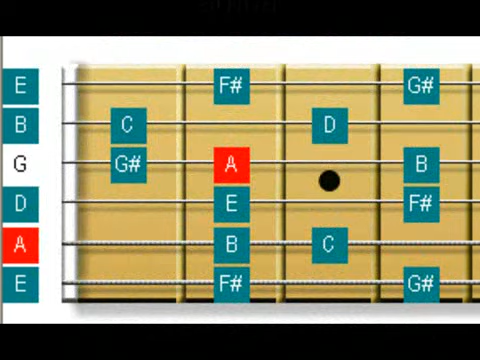 E F# G#
B C D
G G# A B
D E F#
A B C
E F# G#